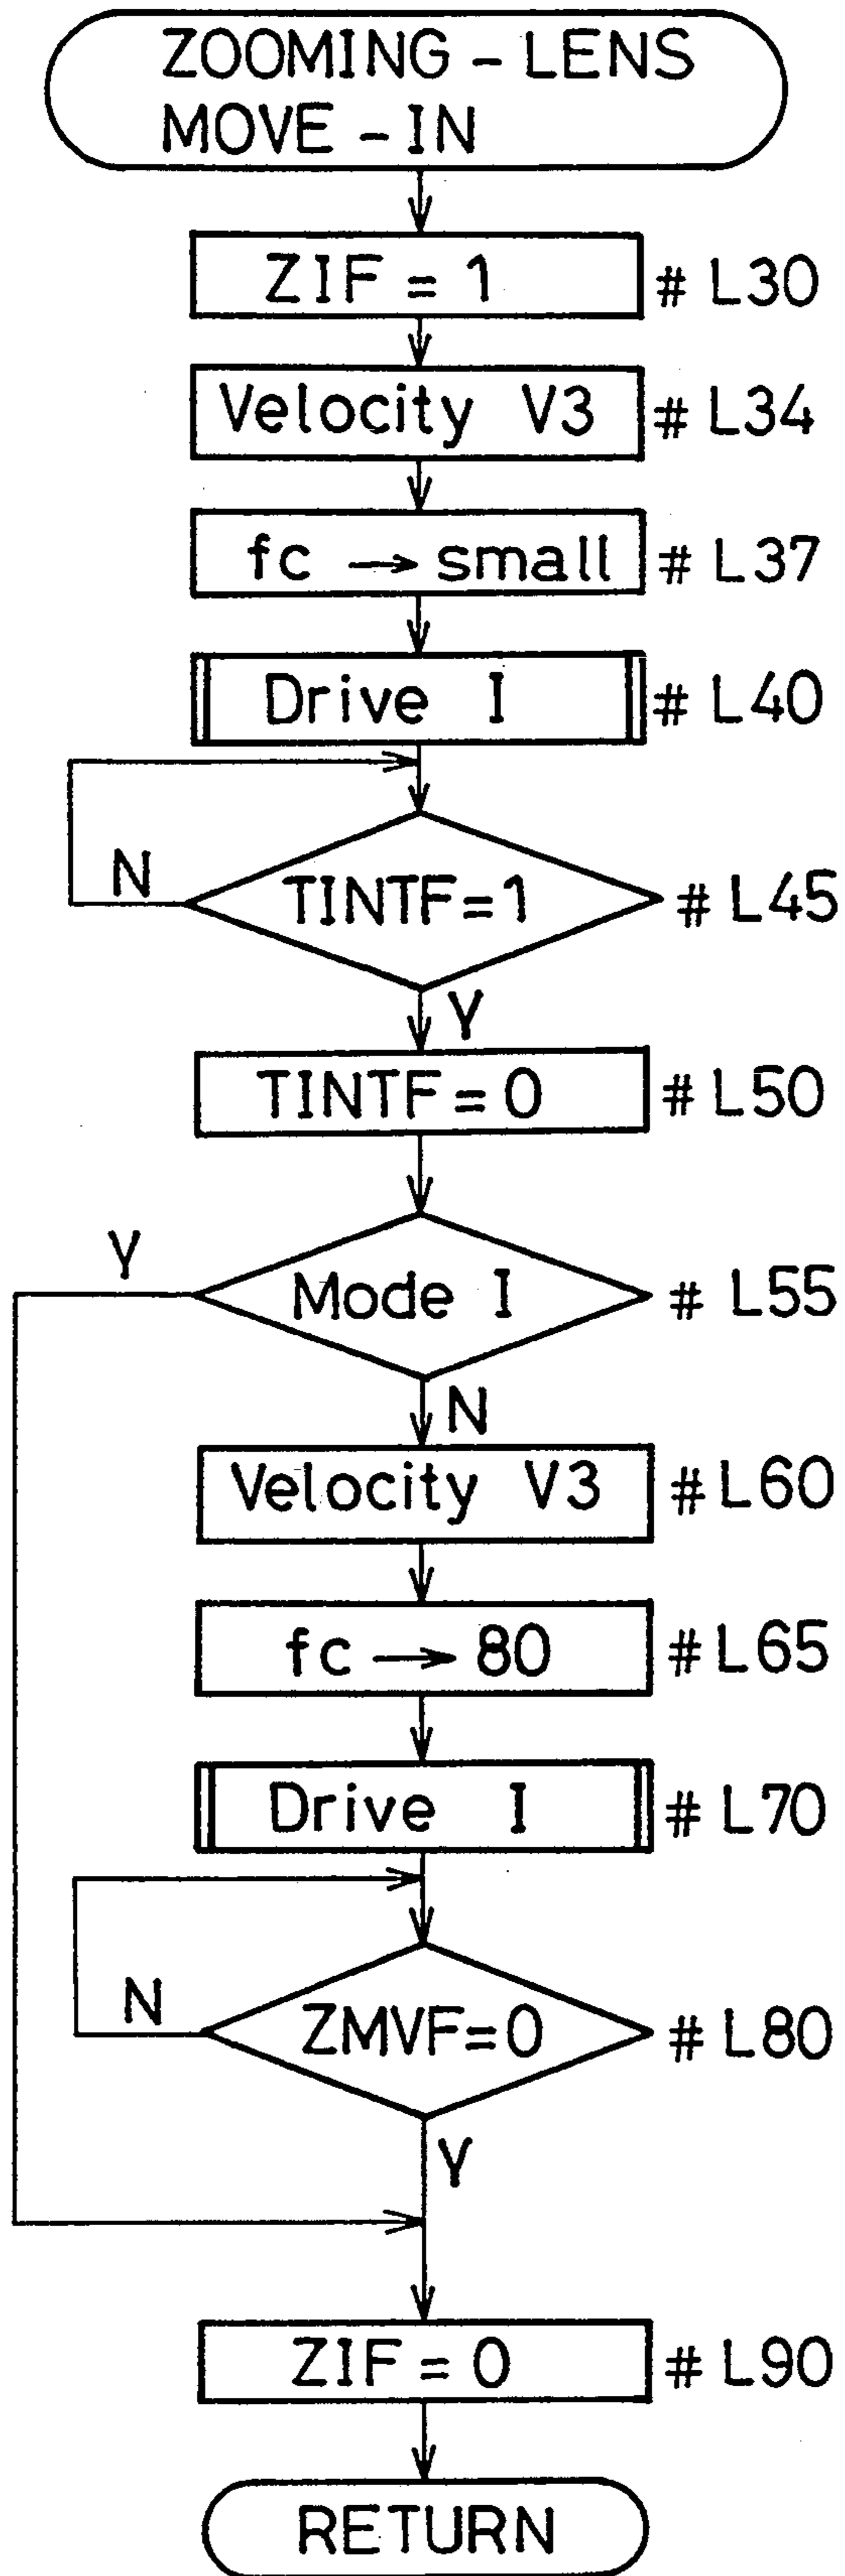 ZOOMING - LENS
MOVE - IN
ZIF = 1 # L30
Velocity V3 # L34
fc → small # L37
Drive I # L40
N
TINTF=1 # L45
Y
TINTF=0 # L50
Y
Mode I # L55
N
Velocity V3 # L60
fc → 80 # L65
Drive I # L70
N
ZMVF=0 # L80
Y
ZIF = 0 # L90
RETURN